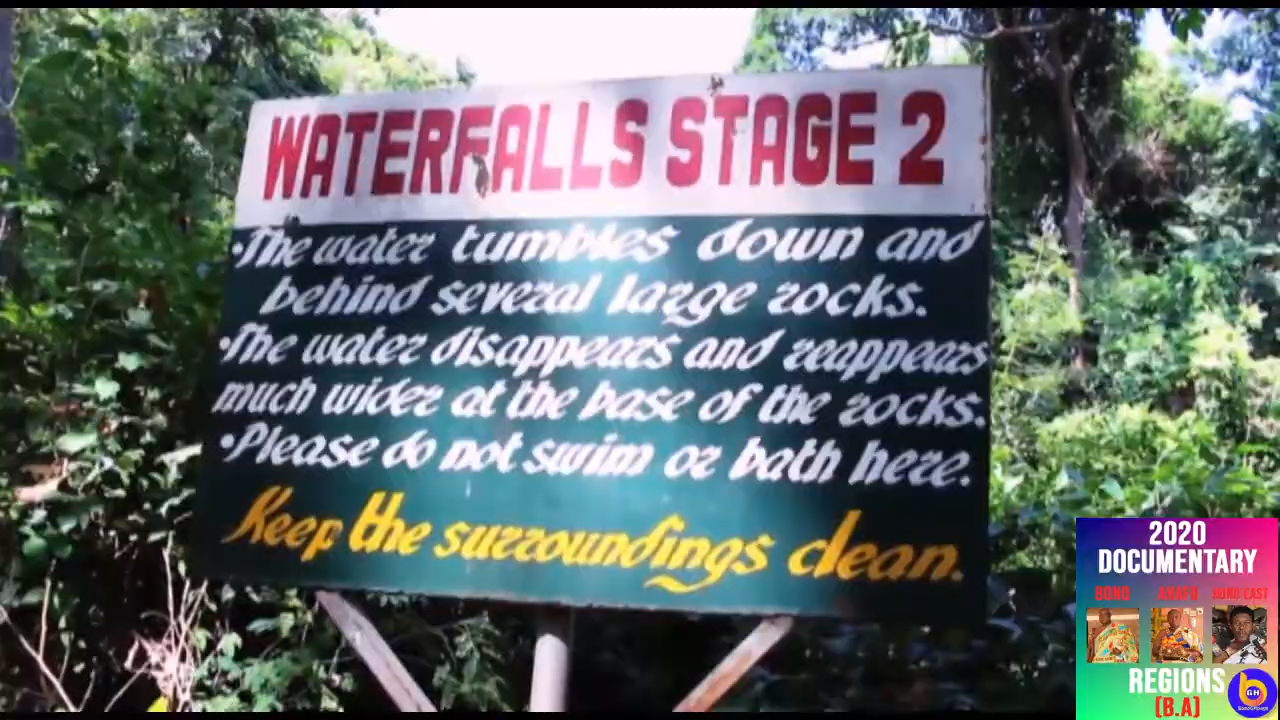 WATERFALLS STAGE 2
•The water tumbles down and
behind several large rocks.
•The water disappears and reappears
much wider at the base of the rocks.
•Please do not swim or bath here.
Keep the surroundings clean.
2020
DOCUMENTARY
BONO AHAFO BONO EAST
REGIONS
(B.A)
GH